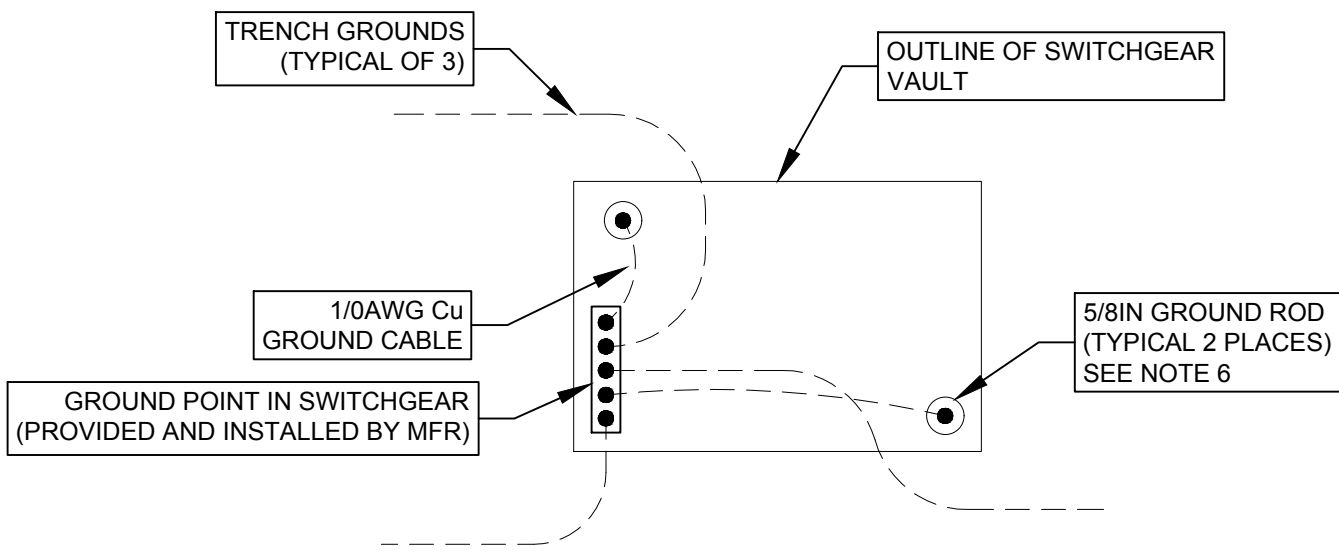 TRENCH GROUNDS
(TYPICAL OF 3)
OUTLINE OF SWITCHGEAR
VAULT
1/0AWG Cu
GROUND CABLE
5/8IN GROUND ROD
(TYPICAL 2 PLACES)
SEE NOTE 6
GROUND POINT IN SWITCHGEAR
(PROVIDED AND INSTALLED BY MFR)